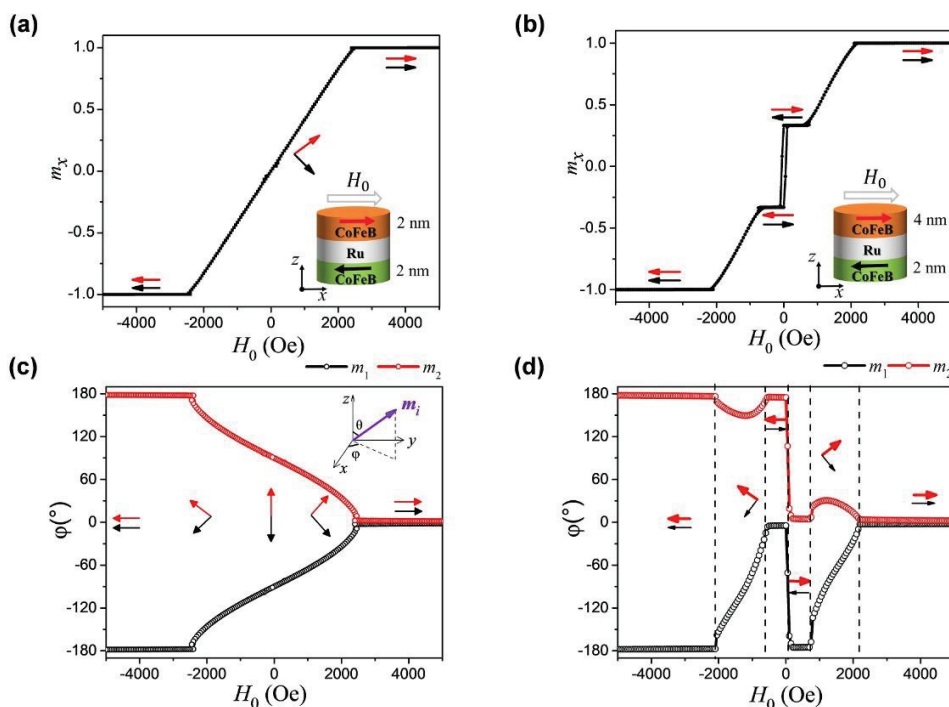 (a)
1.0
0.5
0.0
-0.5
-1.0
m_x
H_0
2 nm
CoFeB
Ru
2 nm
CoFeB
z
x
-4000 -2000 0 2000 4000
H_0 (Oe)
(b)
1.0
0.5
0.0
-0.5
-1.0
m_x
H_0
4 nm
CoFeB
Ru
2 nm
CoFeB
z
x
-4000 -2000 0 2000 4000
H_0 (Oe)
(c)
m_1 m_2
180
120
60
0
-60
-120
-180
φ(°)
z
m_i
θ
y
φ
x
-4000 -2000 0 2000 4000
H_0 (Oe)
(d)
m_1 m_2
180
120
60
0
-60
-120
-180
φ(°)
-4000 -2000 0 2000 4000
H_0 (Oe)